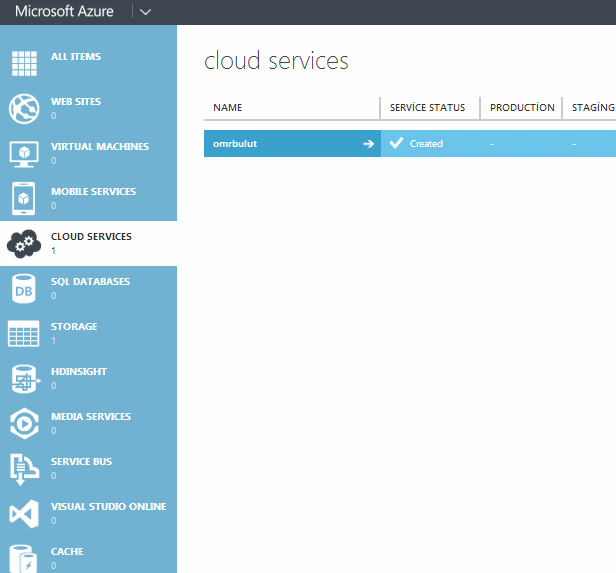 Microsoft Azure
ALL ITEMS
WEB SITES
0
VIRTUAL MACHINES
0
MOBILE SERVICES
0
CLOUD SERVICES
1
SQL DATABASES
0
DB
STORAGE
1
HDINSIGHT
0
MEDIA SERVICES
0
SERVICE BUS
0
VISUAL STUDIO ONLINE
0
CACHE
0
cloud services
NAME SERVİCE STATUS PRODUCTİON STAGİNG
omrbulut Created - -